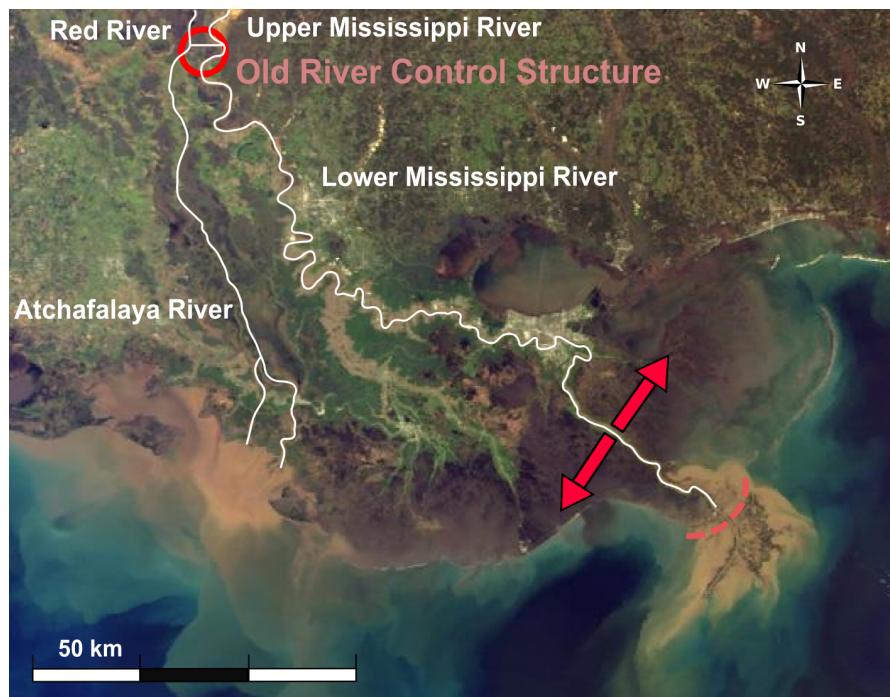 Red River
Upper Mississippi River
Old River Control Structure
N
W
E
S
Lower Mississippi River
Atchafalaya River
50 km